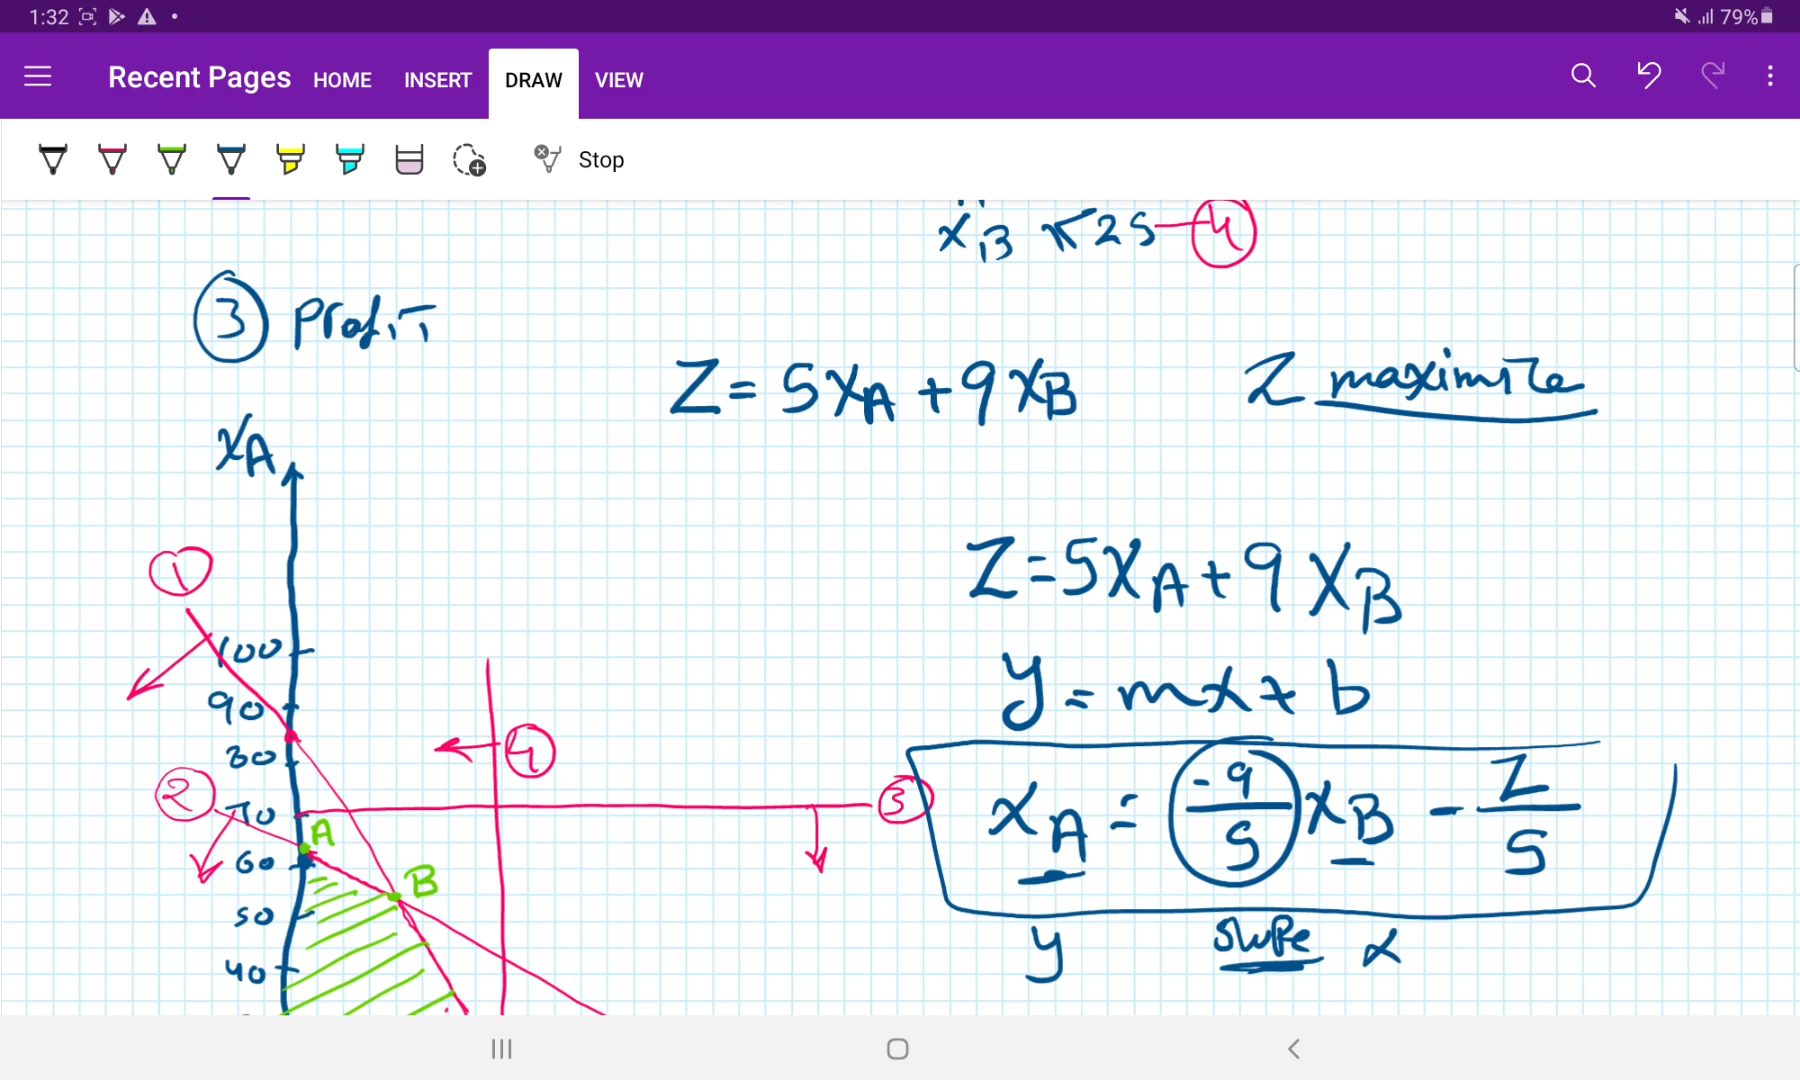 1:32 79%
Recent Pages HOME INSERT DRAW VIEW
Stop
xB ≤ 25 — 4
3 Profit
Z = 5xA + 9xB Z maximize
xA
Z = 5xA + 9xB
1
100
y = mx + b
90
4
80
2
70
3
xA = -9/5 xB - Z/5
A
60
B
50
y slope x
40